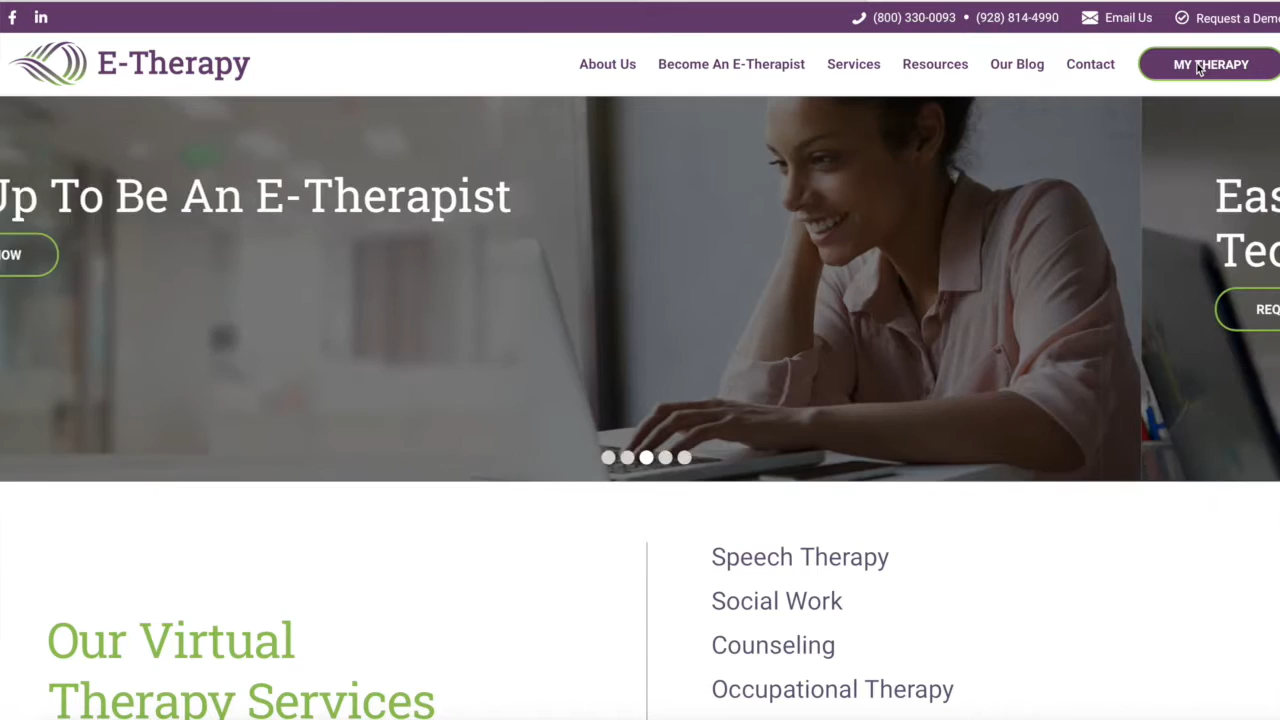 (800) 330-0093 • (928) 814-4990 Email Us Request a Demo
E-Therapy
About Us Become An E-Therapist Services Resources Our Blog Contact MY THERAPY
Up To Be An E-Therapist
Eas
Tec
OW
REQ
Our Virtual
Therapy Services
Speech Therapy
Social Work
Counseling
Occupational Therapy